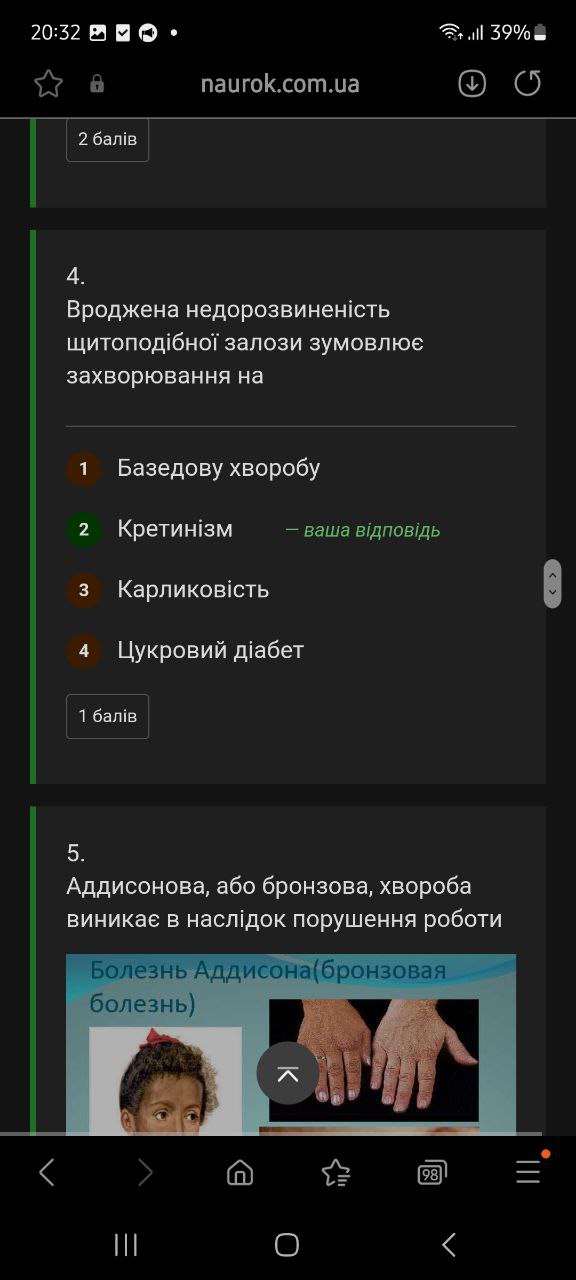 20:32
39%
naurok.com.ua
2 балів
4.
Вроджена недорозвиненість
щитоподібної залози зумовлює
захворювання на
1 Базедову хворобу
2 Кретинізм — ваша відповідь
3 Карликовість
4 Цукровий діабет
1 балів
5.
Аддисонова, або бронзова, хвороба
виникає в наслідок порушення роботи
Болезнь Аддисона(бронзовая
болезнь)
98